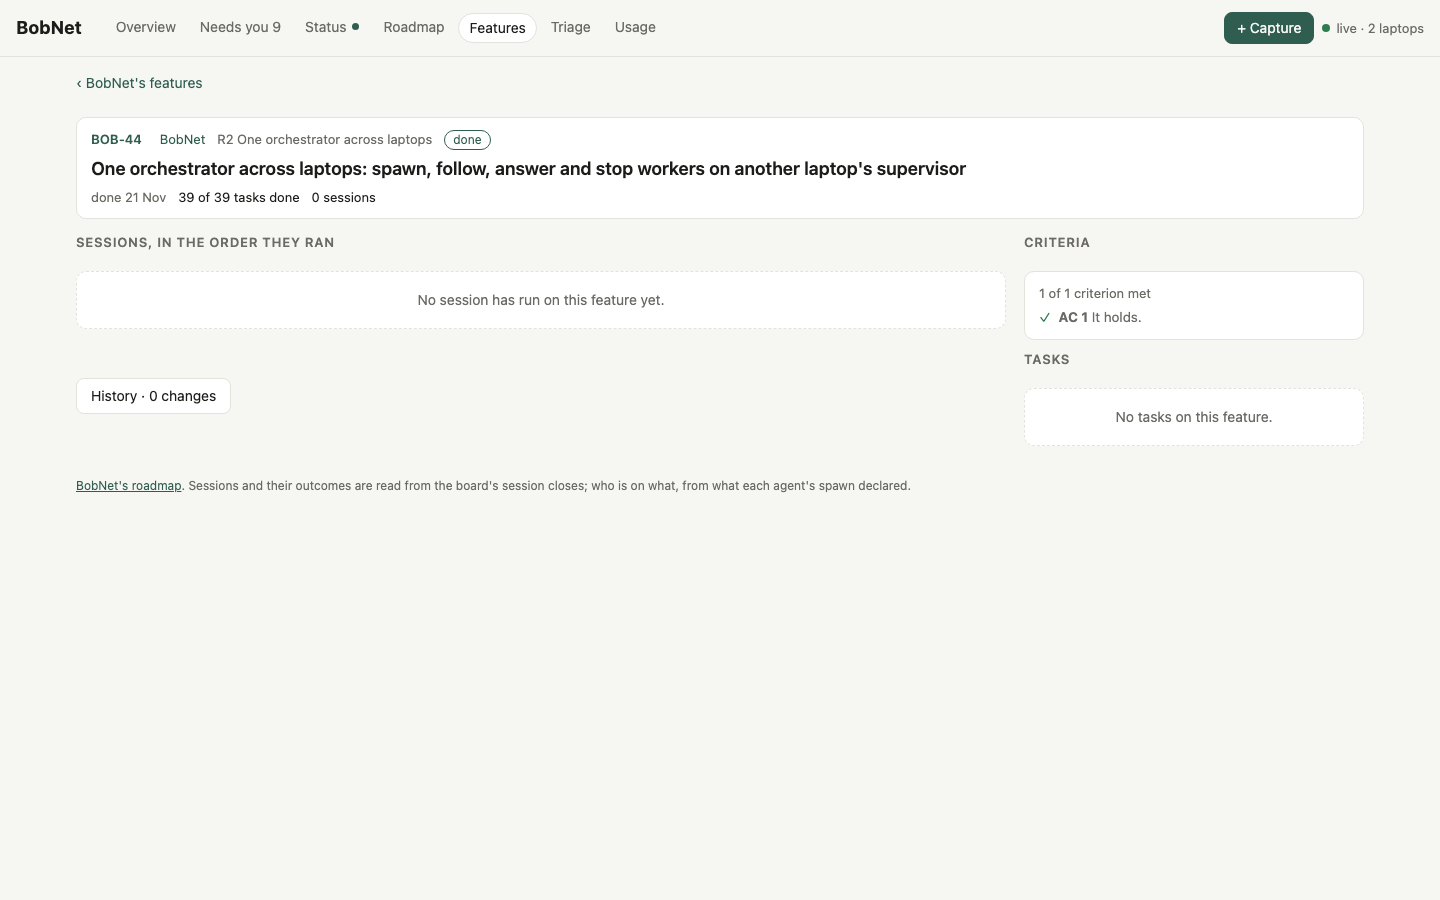 BobNet Overview Needs you 9 Status Roadmap Features Triage Usage + Capture live · 2 laptops
‹ BobNet's features
BOB-44 BobNet R2 One orchestrator across laptops done
One orchestrator across laptops: spawn, follow, answer and stop workers on another laptop's supervisor
done 21 Nov 39 of 39 tasks done 0 sessions
SESSIONS, IN THE ORDER THEY RAN
No session has run on this feature yet.
History · 0 changes
CRITERIA
1 of 1 criterion met
✓ AC 1 It holds.
TASKS
No tasks on this feature.
BobNet's roadmap. Sessions and their outcomes are read from the board's session closes; who is on what, from what each agent's spawn declared.